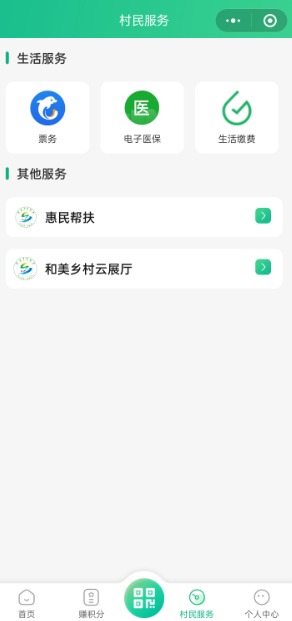 村民服务
生活服务
医
票务
电子医保
生活缴费
其他服务
惠民帮扶
和美乡村云展厅
首页
赚积分
村民服务
个人中心